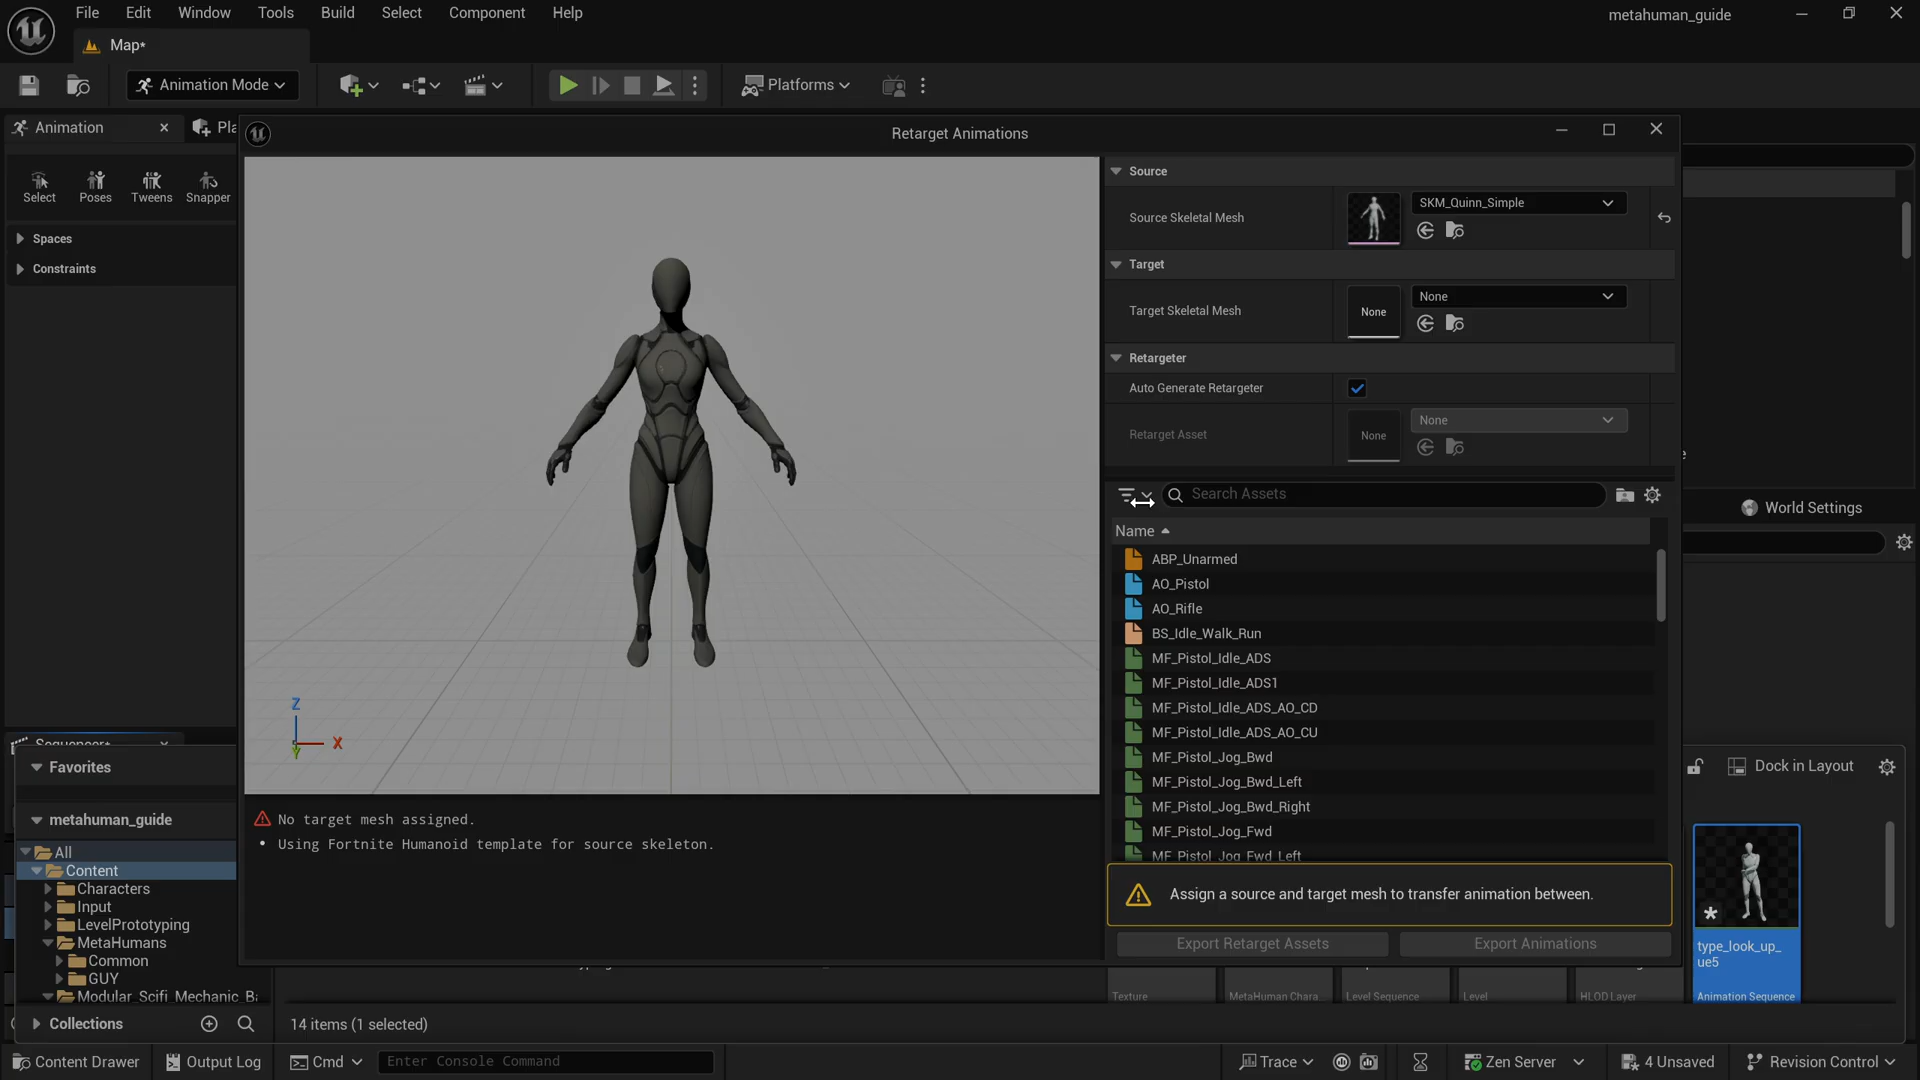 File Edit Window Tools Build Select Component Help
metahuman_guide
Map*
Animation Mode
Platforms
Animation
Pla
Retarget Animations
Select Poses Tweens Snapper
Spaces
Constraints
Source
Source Skeletal Mesh
SKM_Quinn_Simple
Target
Target Skeletal Mesh
None
None
Retargeter
Auto Generate Retargeter
Retarget Asset
None
None
Search Assets
World Settings
Name
ABP_Unarmed
AO_Pistol
AO_Rifle
BS_Idle_Walk_Run
MF_Pistol_Idle_ADS
MF_Pistol_Idle_ADS1
MF_Pistol_Idle_ADS_AO_CD
MF_Pistol_Idle_ADS_AO_CU
MF_Pistol_Jog_Bwd
MF_Pistol_Jog_Bwd_Left
MF_Pistol_Jog_Bwd_Right
MF_Pistol_Jog_Fwd
MF_Pistol_Jog_Fwd_Left
Z
X
Y
No target mesh assigned.
• Using Fortnite Humanoid template for source skeleton.
Assign a source and target mesh to transfer animation between.
Export Retarget Assets
Export Animations
Sequencer*
Favorites
metahuman_guide
All
Content
Characters
Input
LevelPrototyping
MetaHumans
Common
GUY
Modular_Scifi_Mechanic_Ba
Collections
Dock in Layout
type_look_up_
ue5
Texture
MetaHuman Chara...
Level Sequence
Level
HLOD Layer
Animation Sequence
14 items (1 selected)
Content Drawer
Output Log
Cmd
Enter Console Command
Trace
Zen Server
4 Unsaved
Revision Control